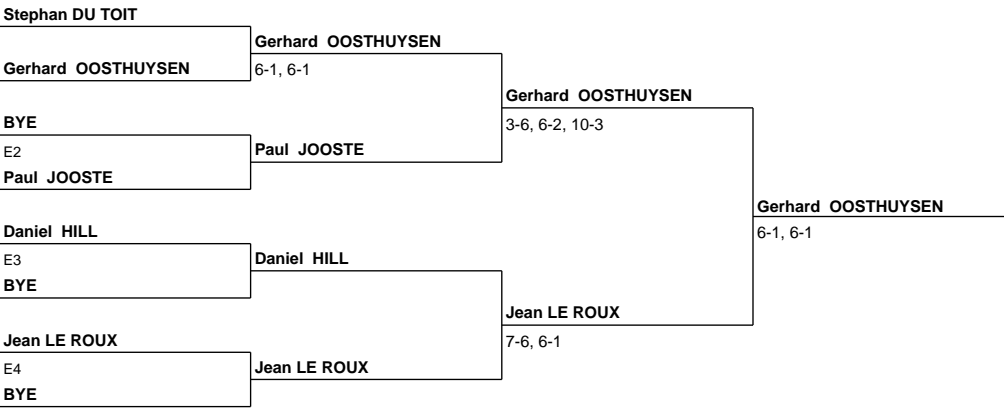 Stephan DU TOIT
Gerhard OOSTHUYSEN
Gerhard OOSTHUYSEN
6-1, 6-1
Gerhard OOSTHUYSEN
BYE
3-6, 6-2, 10-3
E2
Paul JOOSTE
Paul JOOSTE
Gerhard OOSTHUYSEN
Daniel HILL
6-1, 6-1
E3
Daniel HILL
BYE
Jean LE ROUX
Jean LE ROUX
7-6, 6-1
E4
Jean LE ROUX
BYE